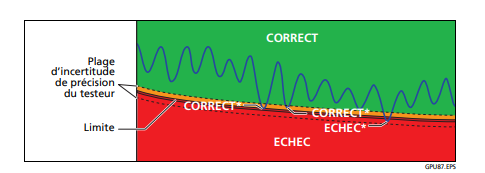 CORRECT
Plage
d'incertitude
de précision
du testeur
CORRECT*
CORRECT*
Limite
ECHEC*
ECHEC
GPU87.EPS